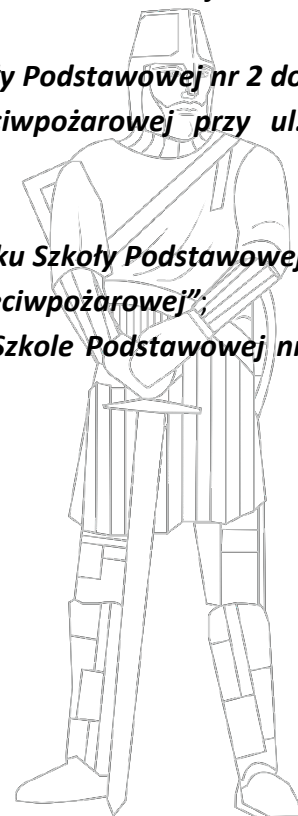 y Podstawowej nr 2 do
ciwpożarowej przy ul.
ku Szkoły Podstawowej
eciwpożarowej”;
Szkole Podstawowej nr